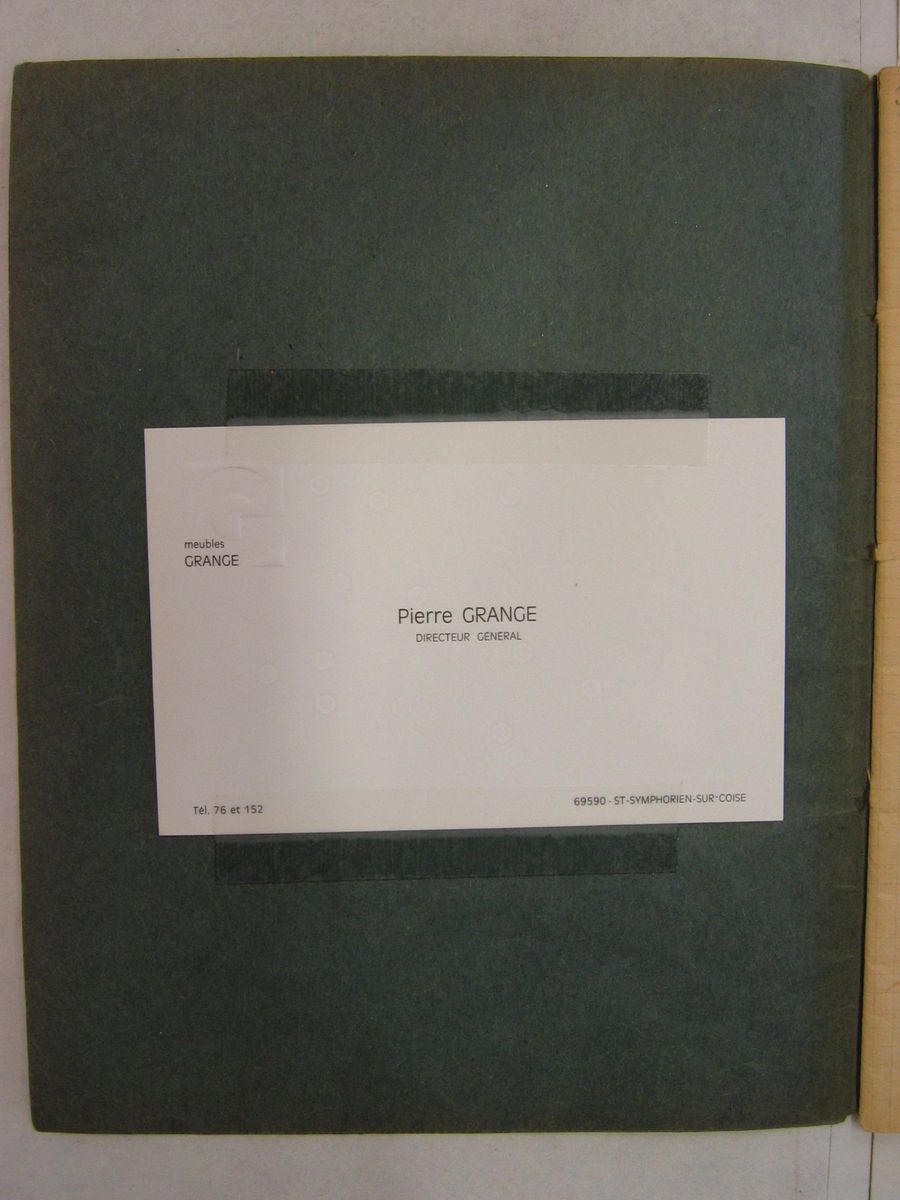 meubles
GRANGE
Pierre GRANGE
DIRECTEUR GÉNÉRAL
Tél. 76 et 152
69590 - ST-SYMPHORIEN-SUR-COISE